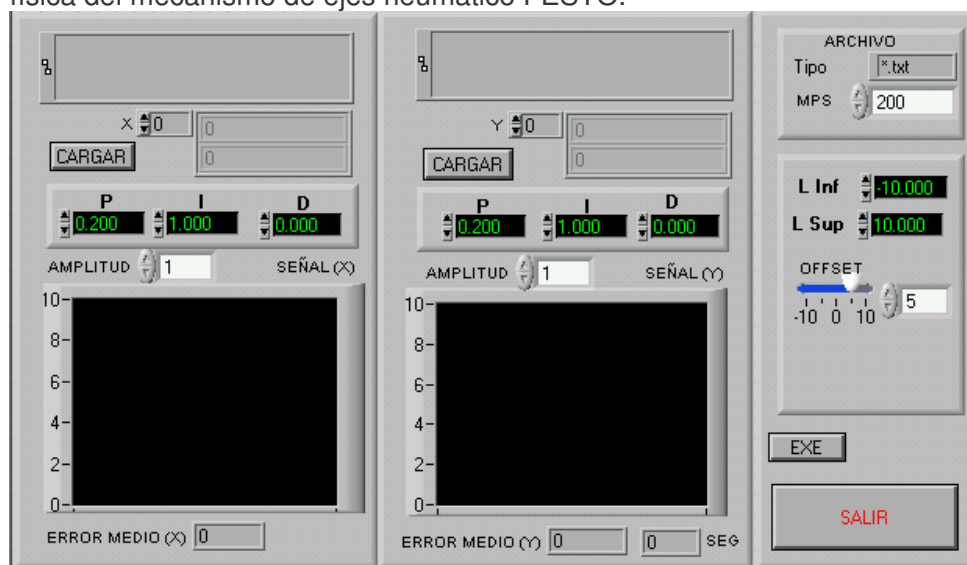 física del mecanismo de ejes neumático FESTO.
X 0 0
CARGAR 0
P I D
0.200 1.000 0.000
AMPLITUD 1 SEÑAL (X)
10
8
6
4
2
0
ERROR MEDIO (X) 0
Y 0 0
CARGAR 0
P I D
0.200 1.000 0.000
AMPLITUD 1 SEÑAL (Y)
10
8
6
4
2
0
ERROR MEDIO (Y) 0 0 SEG
ARCHIVO
Tipo *.txt
MPS 200
L Inf -10.000
L Sup 10.000
OFFSET
5
-10 0 10
EXE
SALIR